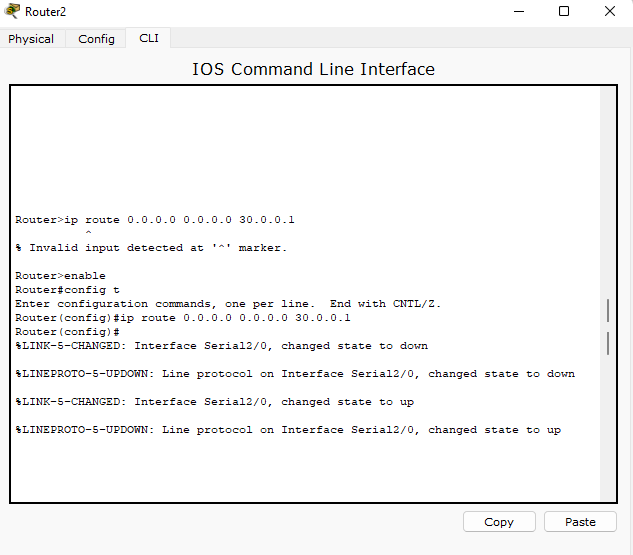 Router2
Physical Config CLI
IOS Command Line Interface
Router>ip route 0.0.0.0 0.0.0.0 30.0.0.1
^
% Invalid input detected at '^' marker.
Router>enable
Router#config t
Enter configuration commands, one per line.  End with CNTL/Z.
Router(config)#ip route 0.0.0.0 0.0.0.0 30.0.0.1
Router(config)#
%LINK-5-CHANGED: Interface Serial2/0, changed state to down
%LINEPROTO-5-UPDOWN: Line protocol on Interface Serial2/0, changed state to down
%LINK-5-CHANGED: Interface Serial2/0, changed state to up
%LINEPROTO-5-UPDOWN: Line protocol on Interface Serial2/0, changed state to up
Copy Paste